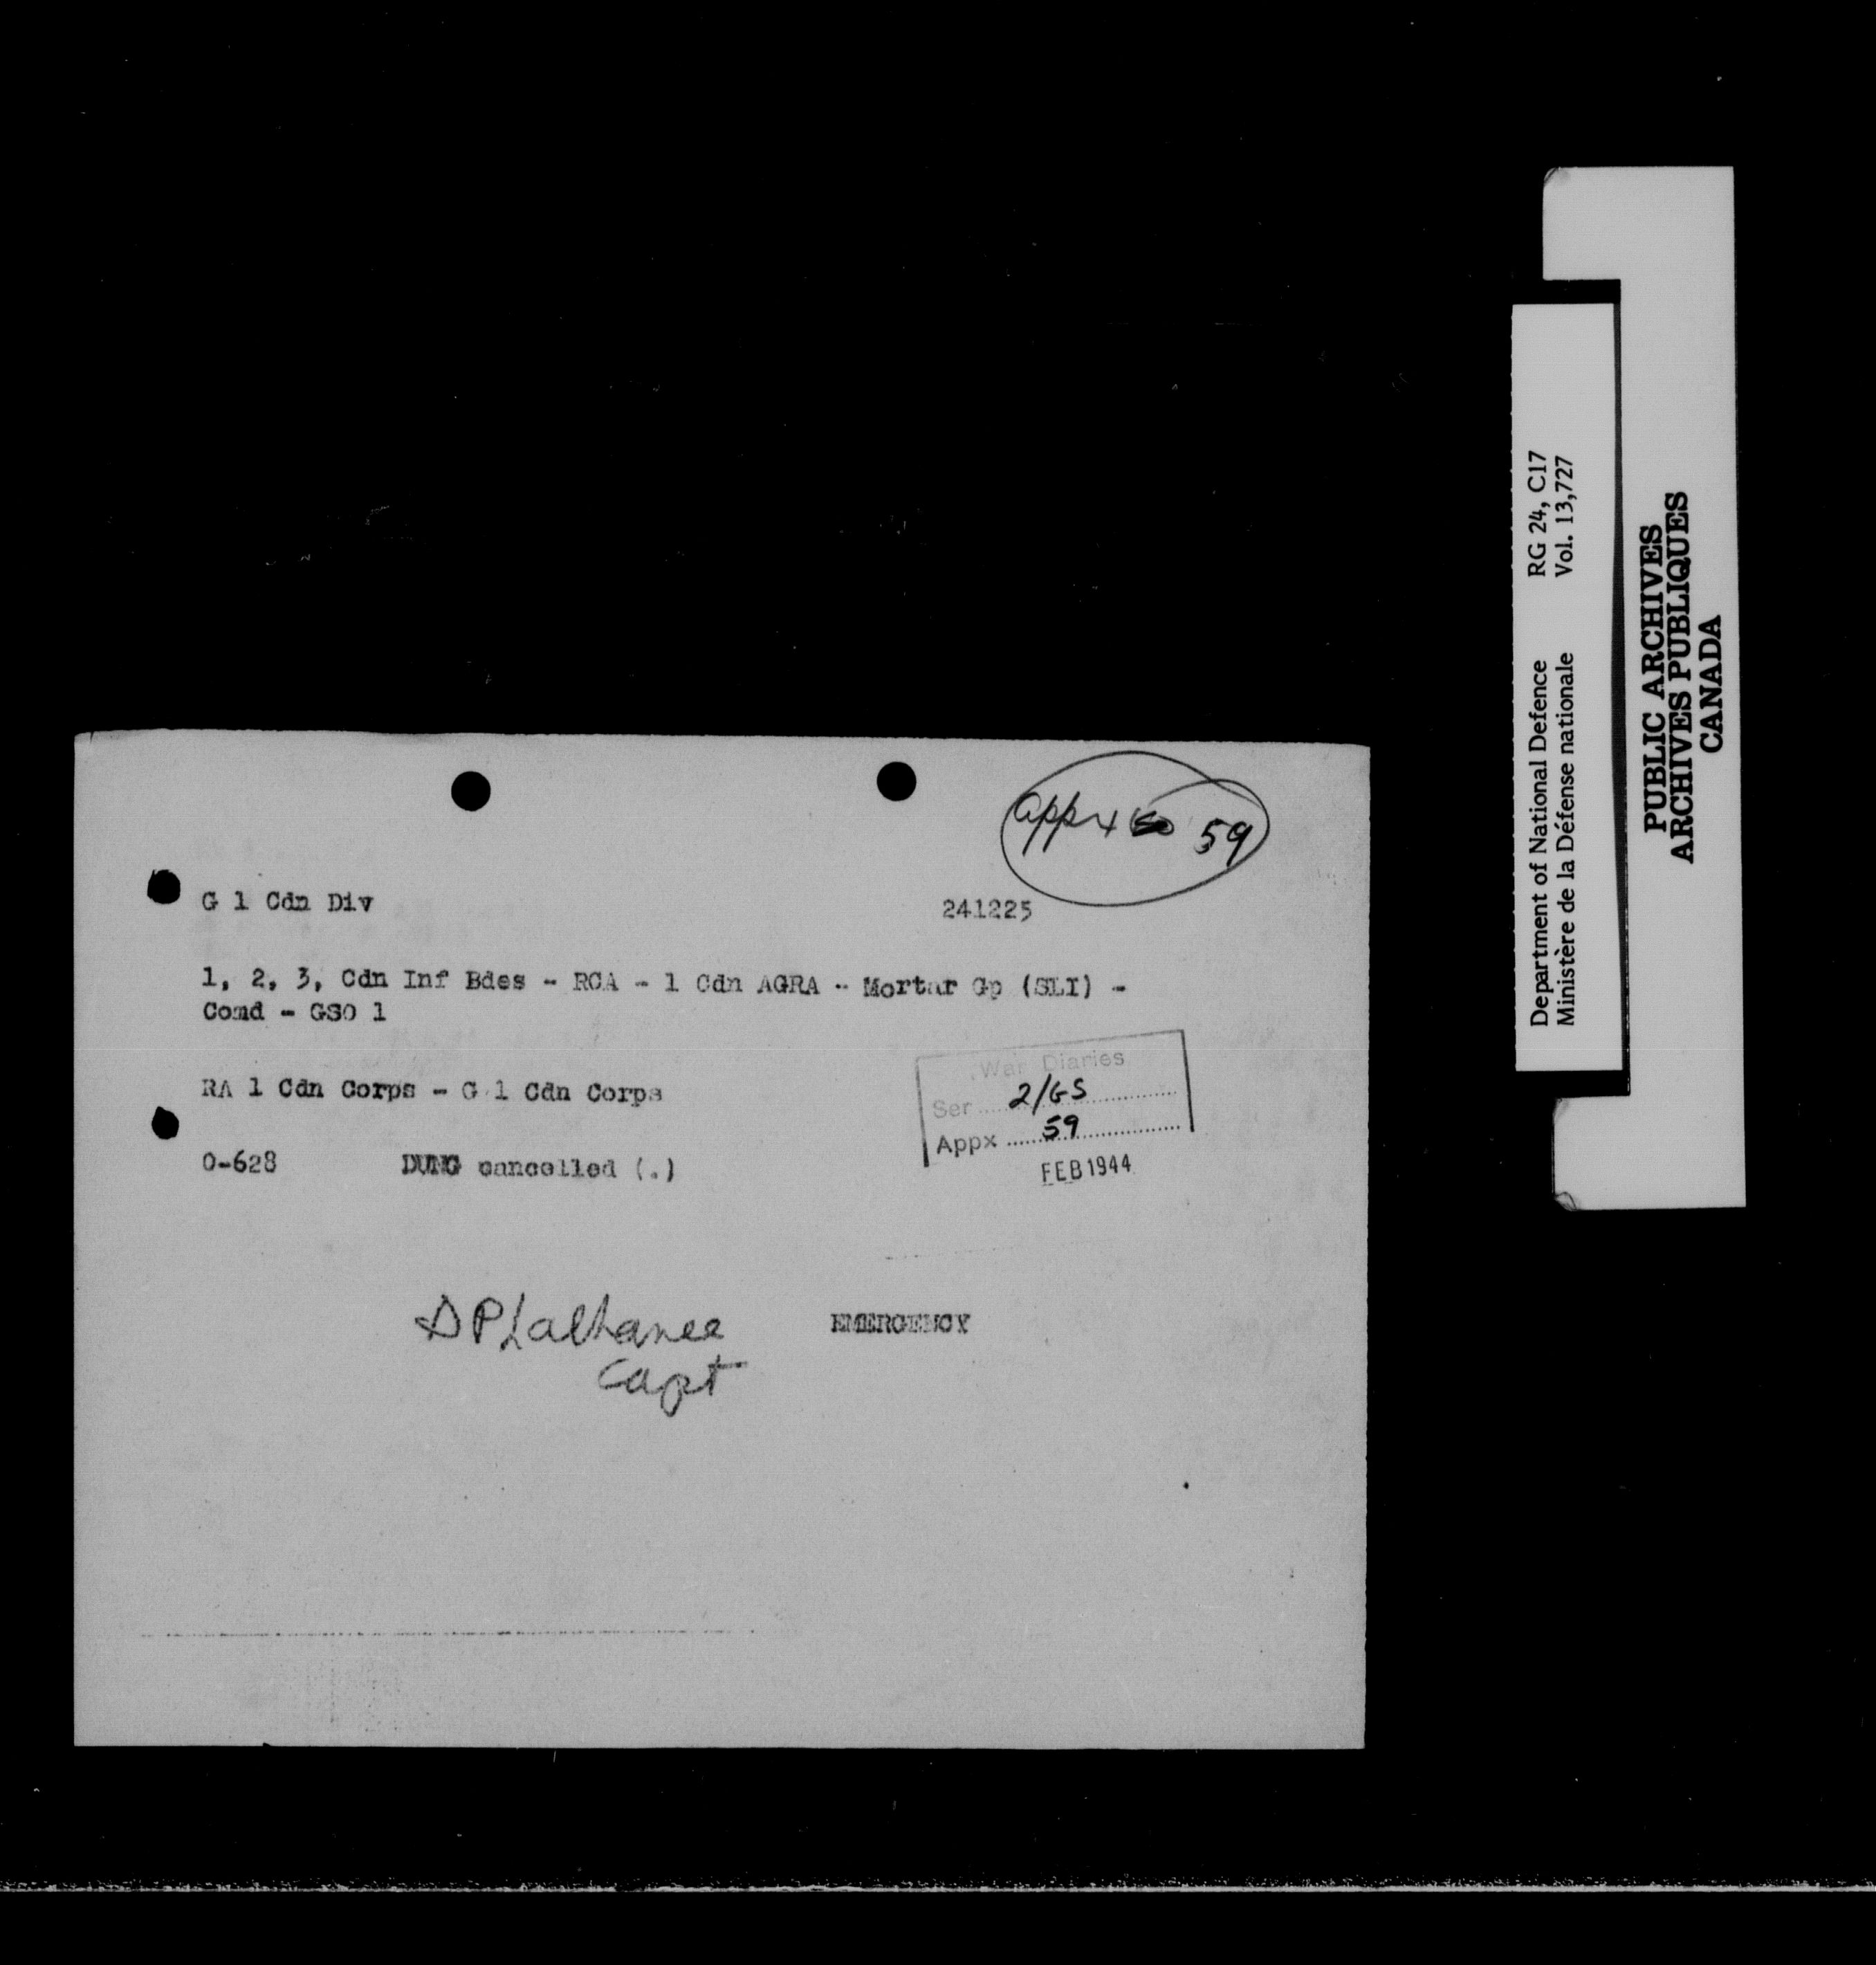 Appx 59
G 1 Cdn Div 241225
1, 2, 3, Cdn Inf Bdes - RCA - 1 Cdn AGRA - Mortar Gp (SLI) -
Comd - GSO 1
RA 1 Cdn Corps - G 1 Cdn Corps
War Diaries
Ser 2/GS
Appx 59
FEB 1944
O-628 DUNG cancelled (.)
EMERGENCY
Capt
Department of National Defence RG 24, C17
Ministère de la Défense nationale Vol. 13,727
PUBLIC ARCHIVES
ARCHIVES PUBLIQUES
CANADA